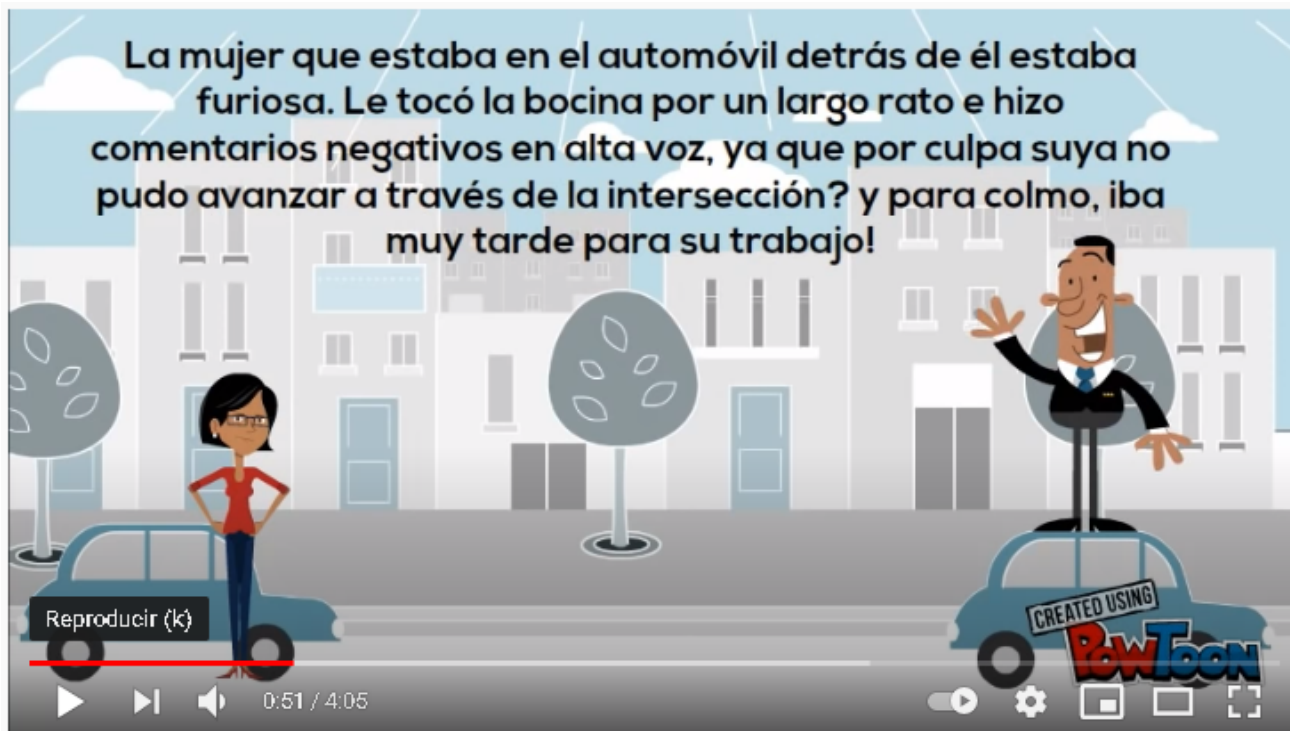 La mujer que estaba en el automóvil detrás de él estaba
furiosa. Le tocó la bocina por un largo rato e hizo
comentarios negativos en alta voz, ya que por culpa suya no
pudo avanzar a través de la intersección? y para colmo, iba
muy tarde para su trabajo!
Reproducir (k)
CREATED USING
POWTOON
0:51 / 4:05